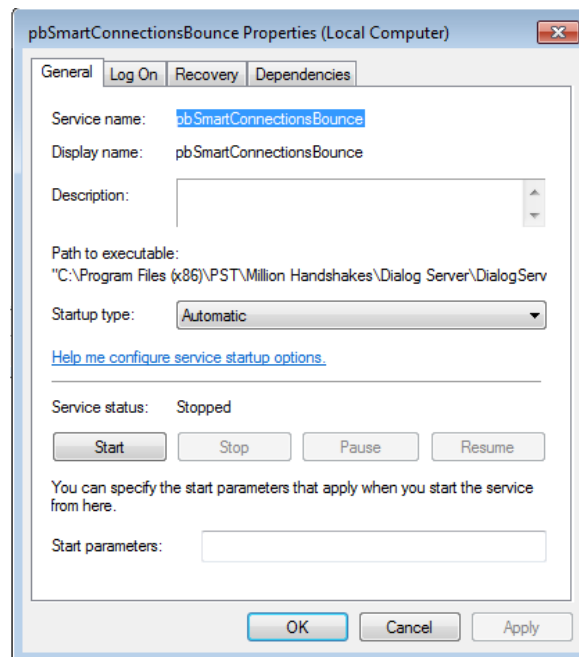 pbSmartConnectionsBounce Properties (Local Computer)
General Log On Recovery Dependencies
Service name: pbSmartConnectionsBounce
Display name: pbSmartConnectionsBounce
Description:
Path to executable:
"C:\Program Files (x86)\PST\Million Handshakes\Dialog Server\DialogServ
Startup type: Automatic
Help me configure service startup options.
Service status: Stopped
Start Stop Pause Resume
You can specify the start parameters that apply when you start the service
from here.
Start parameters:
OK Cancel Apply